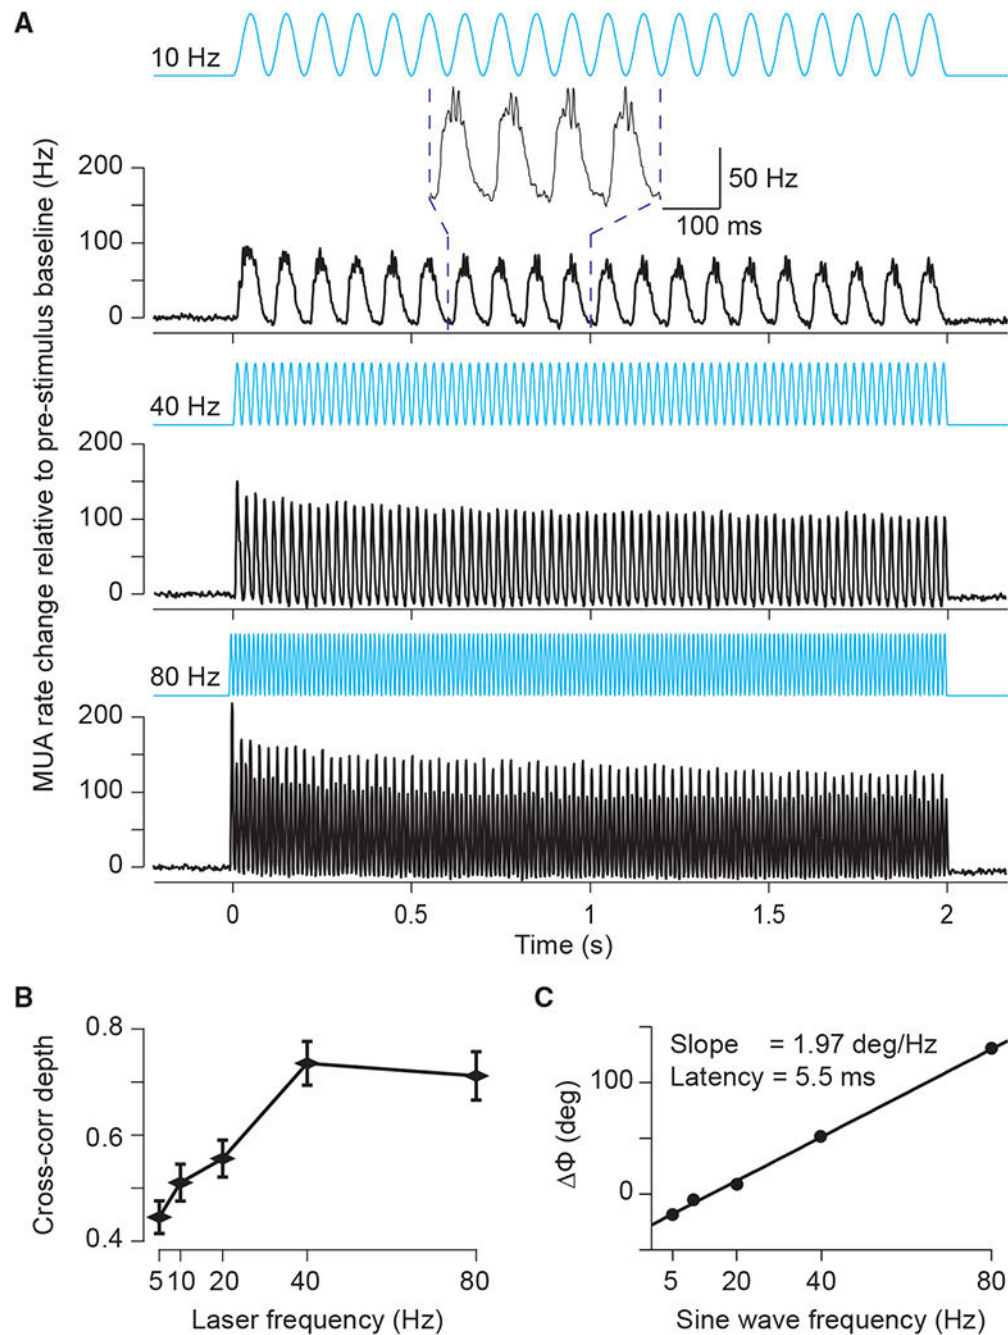 A
10 Hz
MUA rate change relative to pre-stimulus baseline (Hz)
200
100
0
50 Hz
100 ms
40 Hz
200
100
0
80 Hz
200
100
0
0 0.5 1 1.5 2
Time (s)
B
Cross-corr depth
0.8
0.6
0.4
5 10 20 40 80
Laser frequency (Hz)
C
ΔΦ (deg)
Slope = 1.97 deg/Hz
Latency = 5.5 ms
100
0
5 20 40 80
Sine wave frequency (Hz)